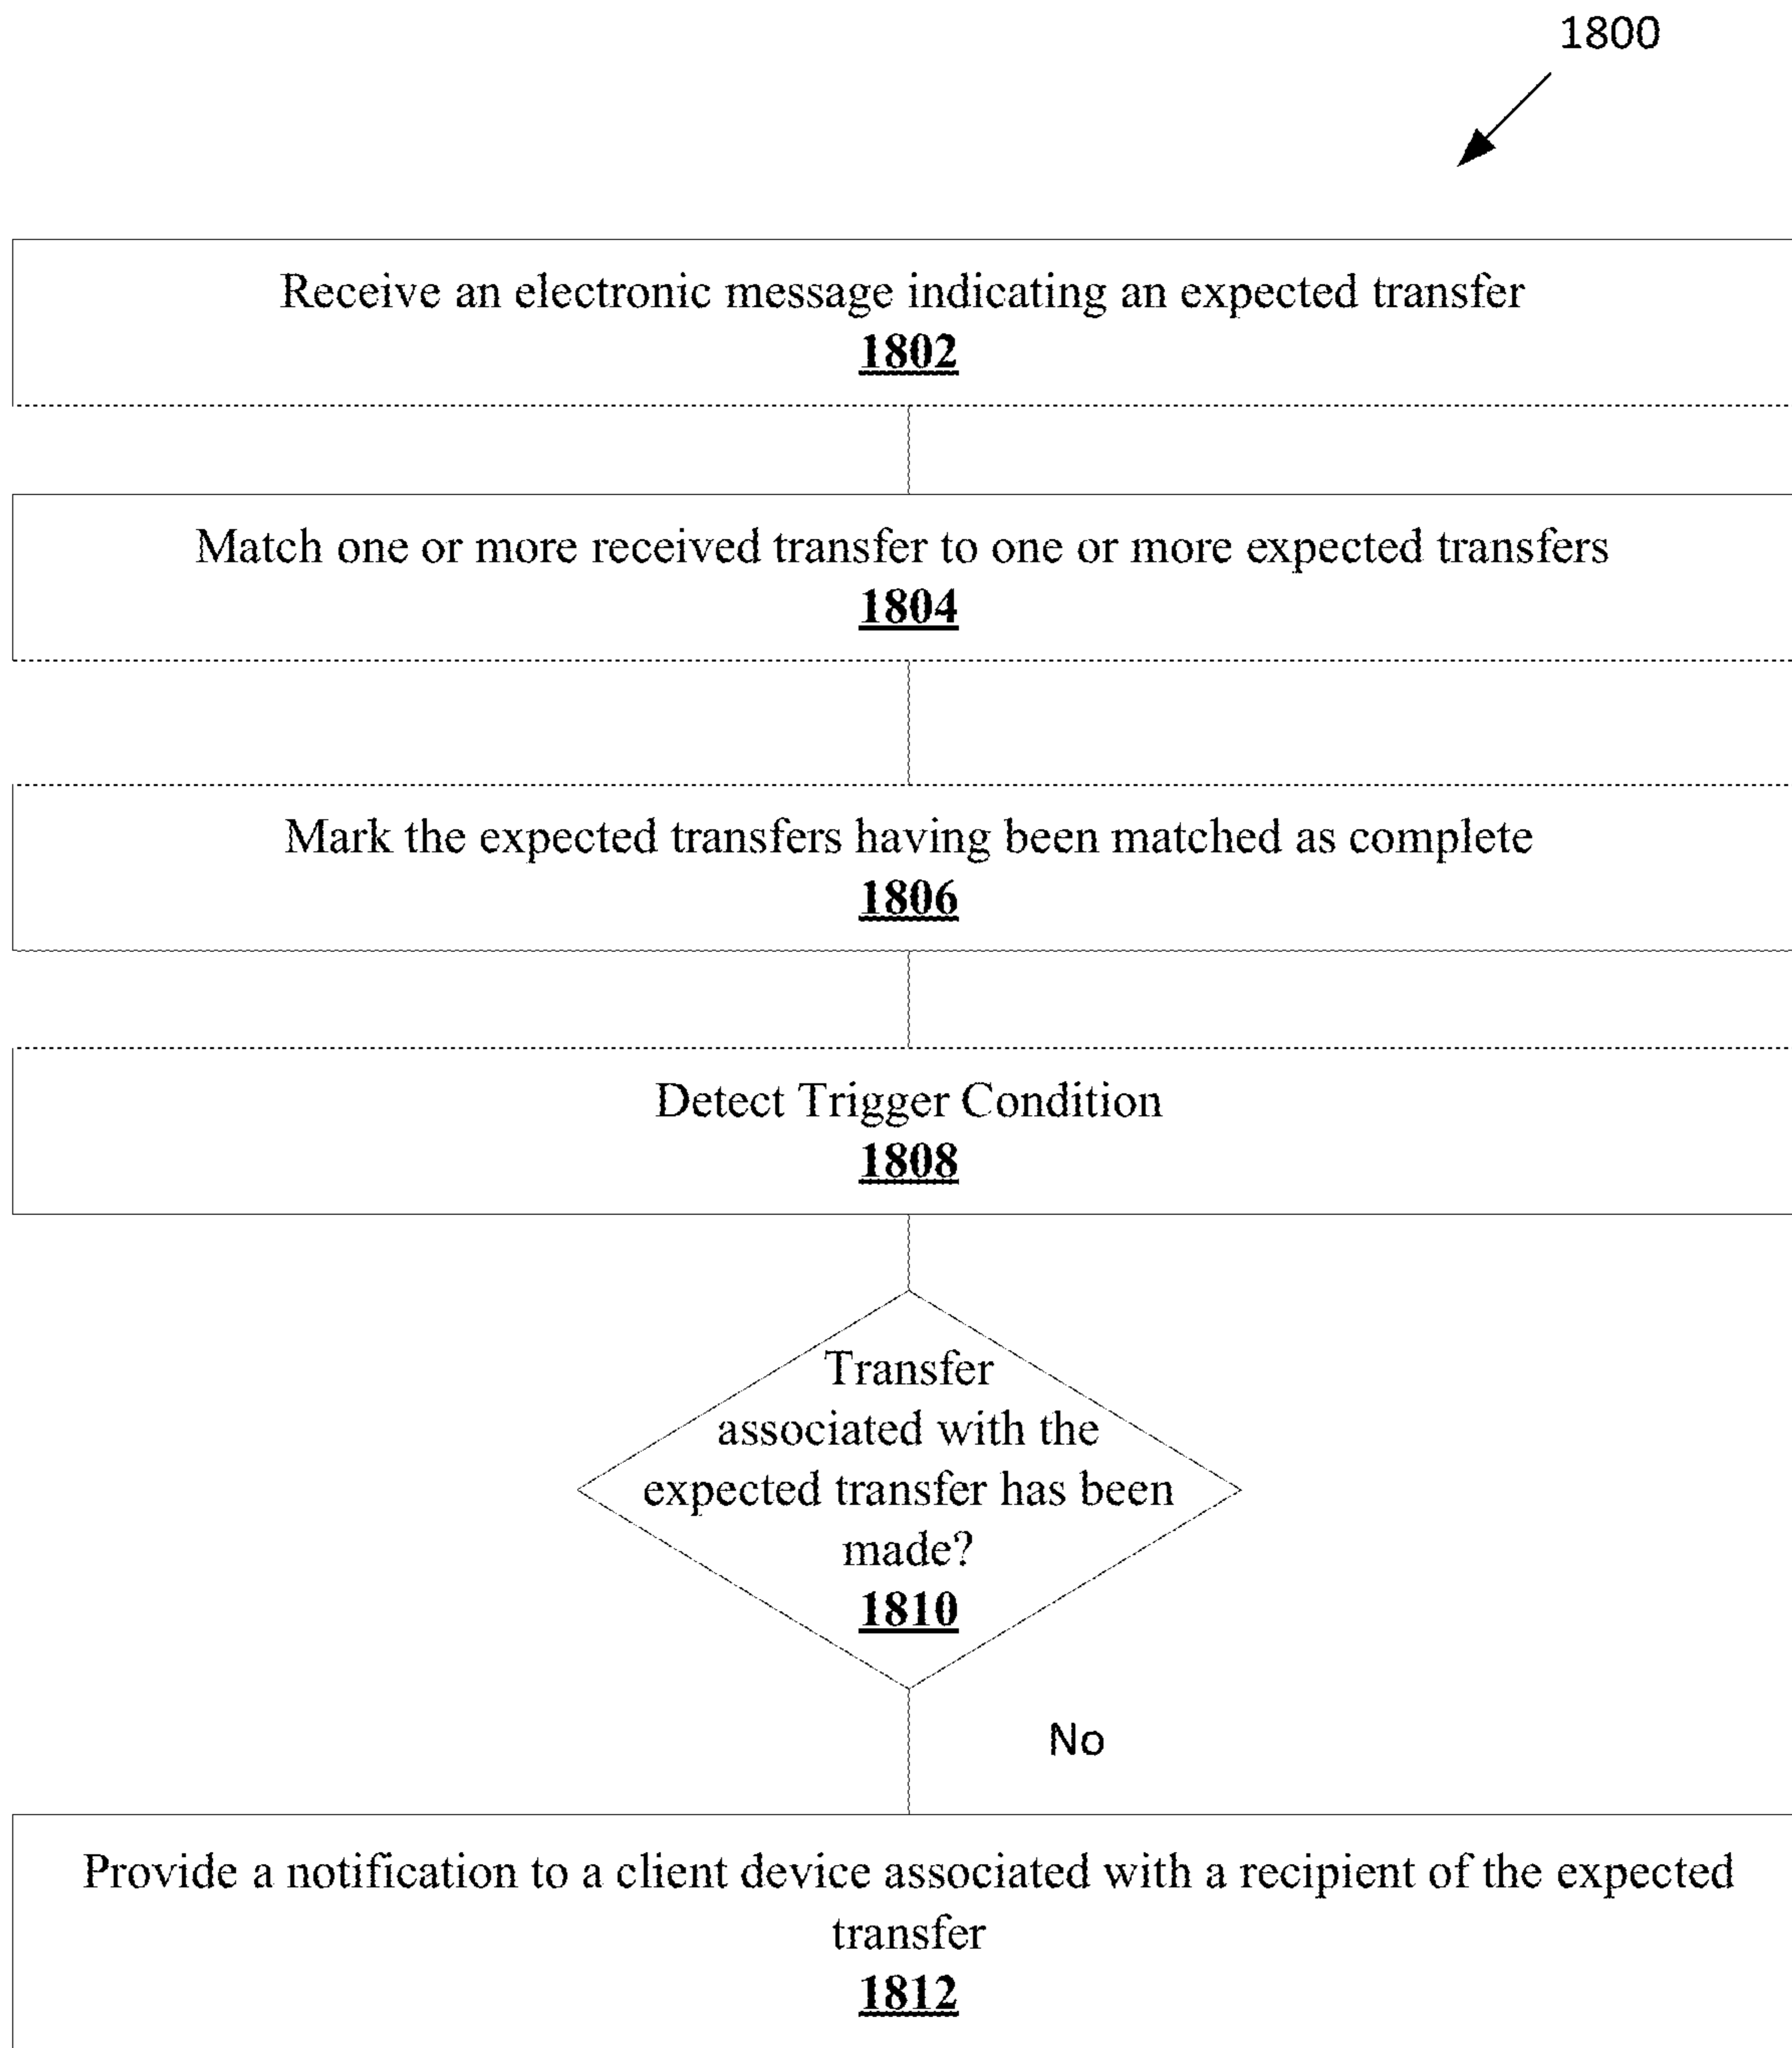 1800
Receive an electronic message indicating an expected transfer
1802
Match one or more received transfer to one or more expected transfers
1804
Mark the expected transfers having been matched as complete
1806
Detect Trigger Condition
1808
Transfer
associated with the
expected transfer has been
made?
1810
No
Provide a notification to a client device associated with a recipient of the expected
transfer
1812